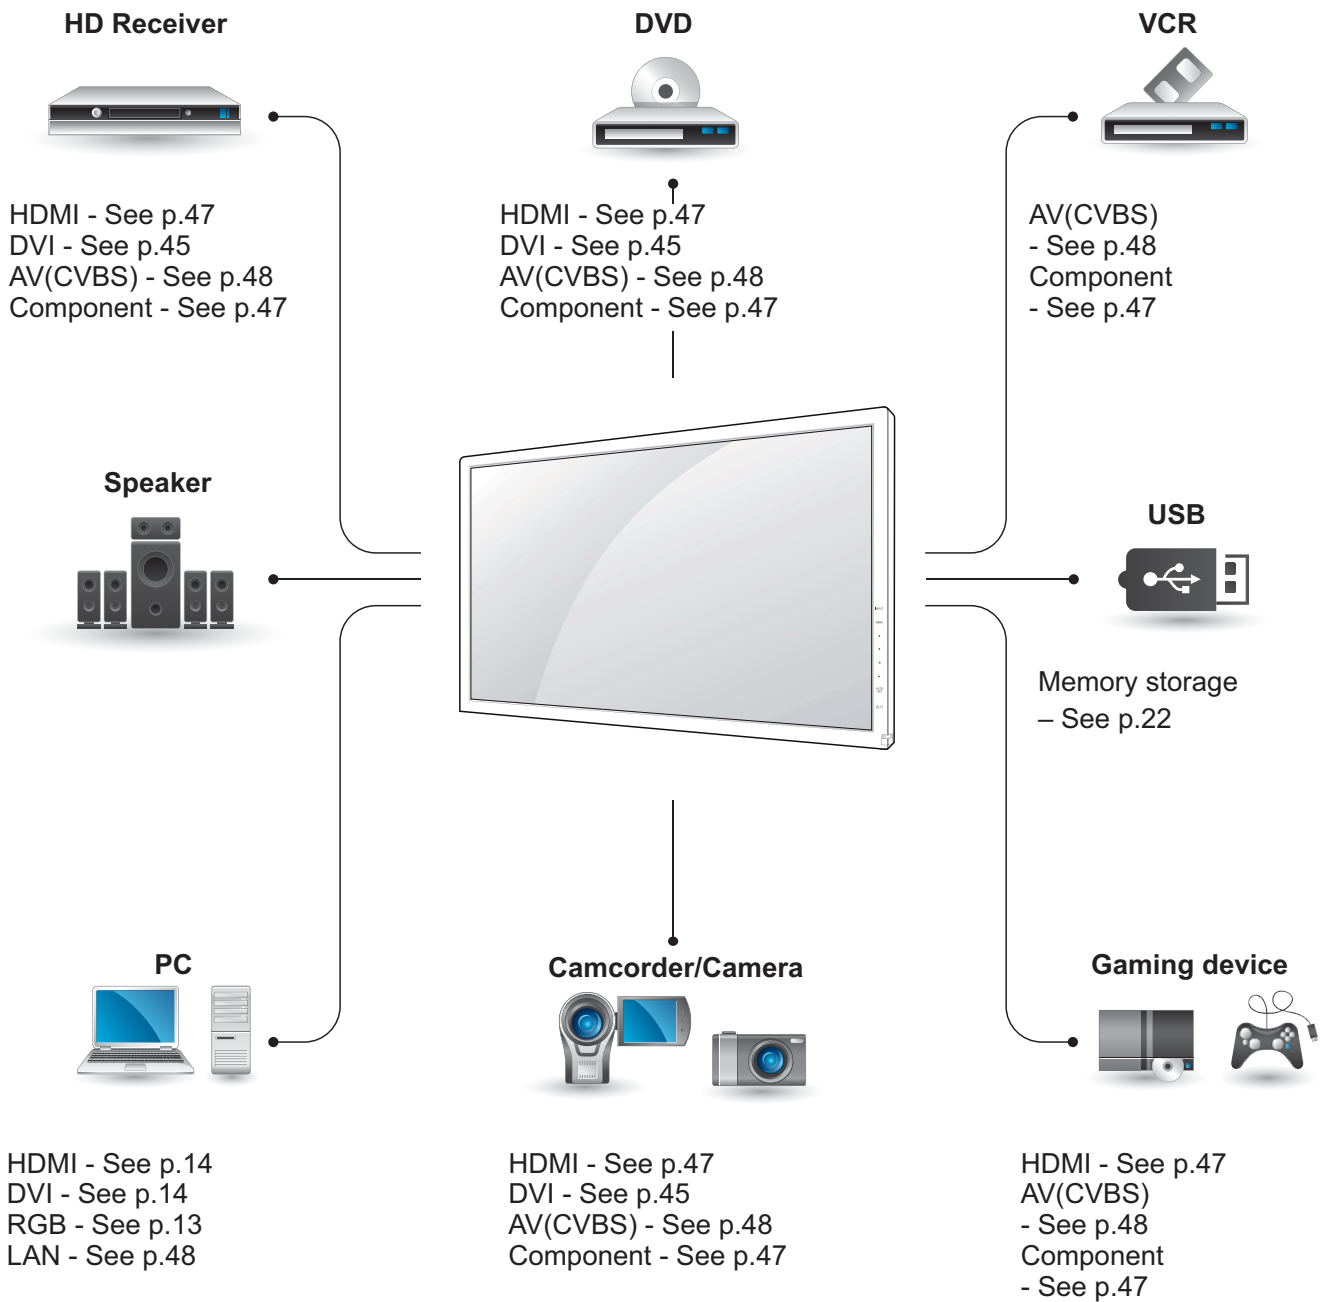 HD Receiver
HDMI - See p.47
DVI - See p.45
AV(CVBS) - See p.48
Component - See p.47
DVD
HDMI - See p.47
DVI - See p.45
AV(CVBS) - See p.48
Component - See p.47
VCR
AV(CVBS)
- See p.48
Component
- See p.47
Speaker
USB
Memory storage
– See p.22
PC
HDMI - See p.14
DVI - See p.14
RGB - See p.13
LAN - See p.48
Camcorder/Camera
HDMI - See p.47
DVI - See p.45
AV(CVBS) - See p.48
Component - See p.47
Gaming device
HDMI - See p.47
AV(CVBS)
- See p.48
Component
- See p.47